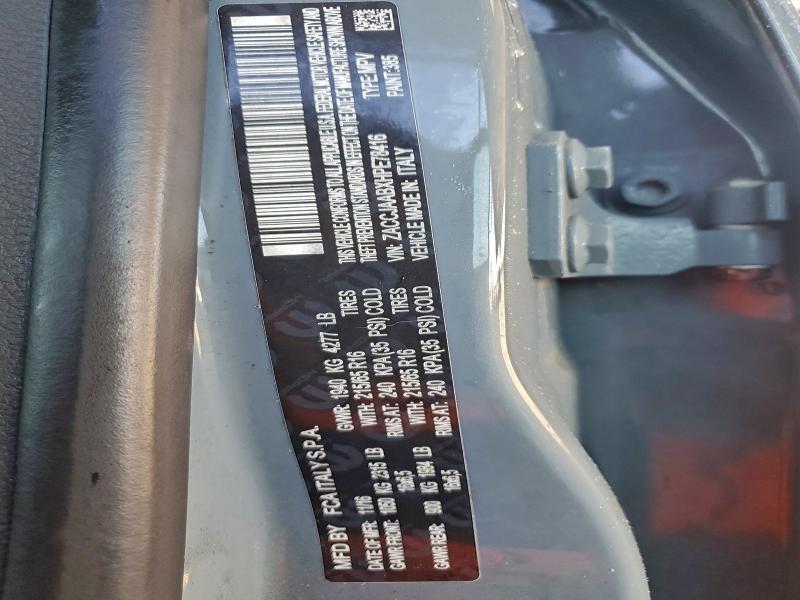 MFD BY FCA ITALY S.P.A.
DATE OF MFR: 11/16 GVWR: 1940 KG 4277 LB
GAWR FRONT: 1050 KG 2315 LB WITH: 215/65 R16 TIRES
16x6.5 RIMS AT: 240 KPA(35 PSI) COLD
GAWR REAR: 900 KG 1984 LB WITH: 215/65 R16 TIRES
16x6.5 RIMS AT: 240 KPA(35 PSI) COLD
THIS VEHICLE CONFORMS TO ALL APPLICABLE U.S.A. FEDERAL MOTOR VEHICLE SAFETY AND
THEFT PREVENTION STANDARDS IN EFFECT ON THE DATE OF MANUFACTURE SHOWN ABOVE
VIN: ZACCJAABXHPE78416 TYPE: MPV
VEHICLE MADE IN: ITALY PAINT: 385